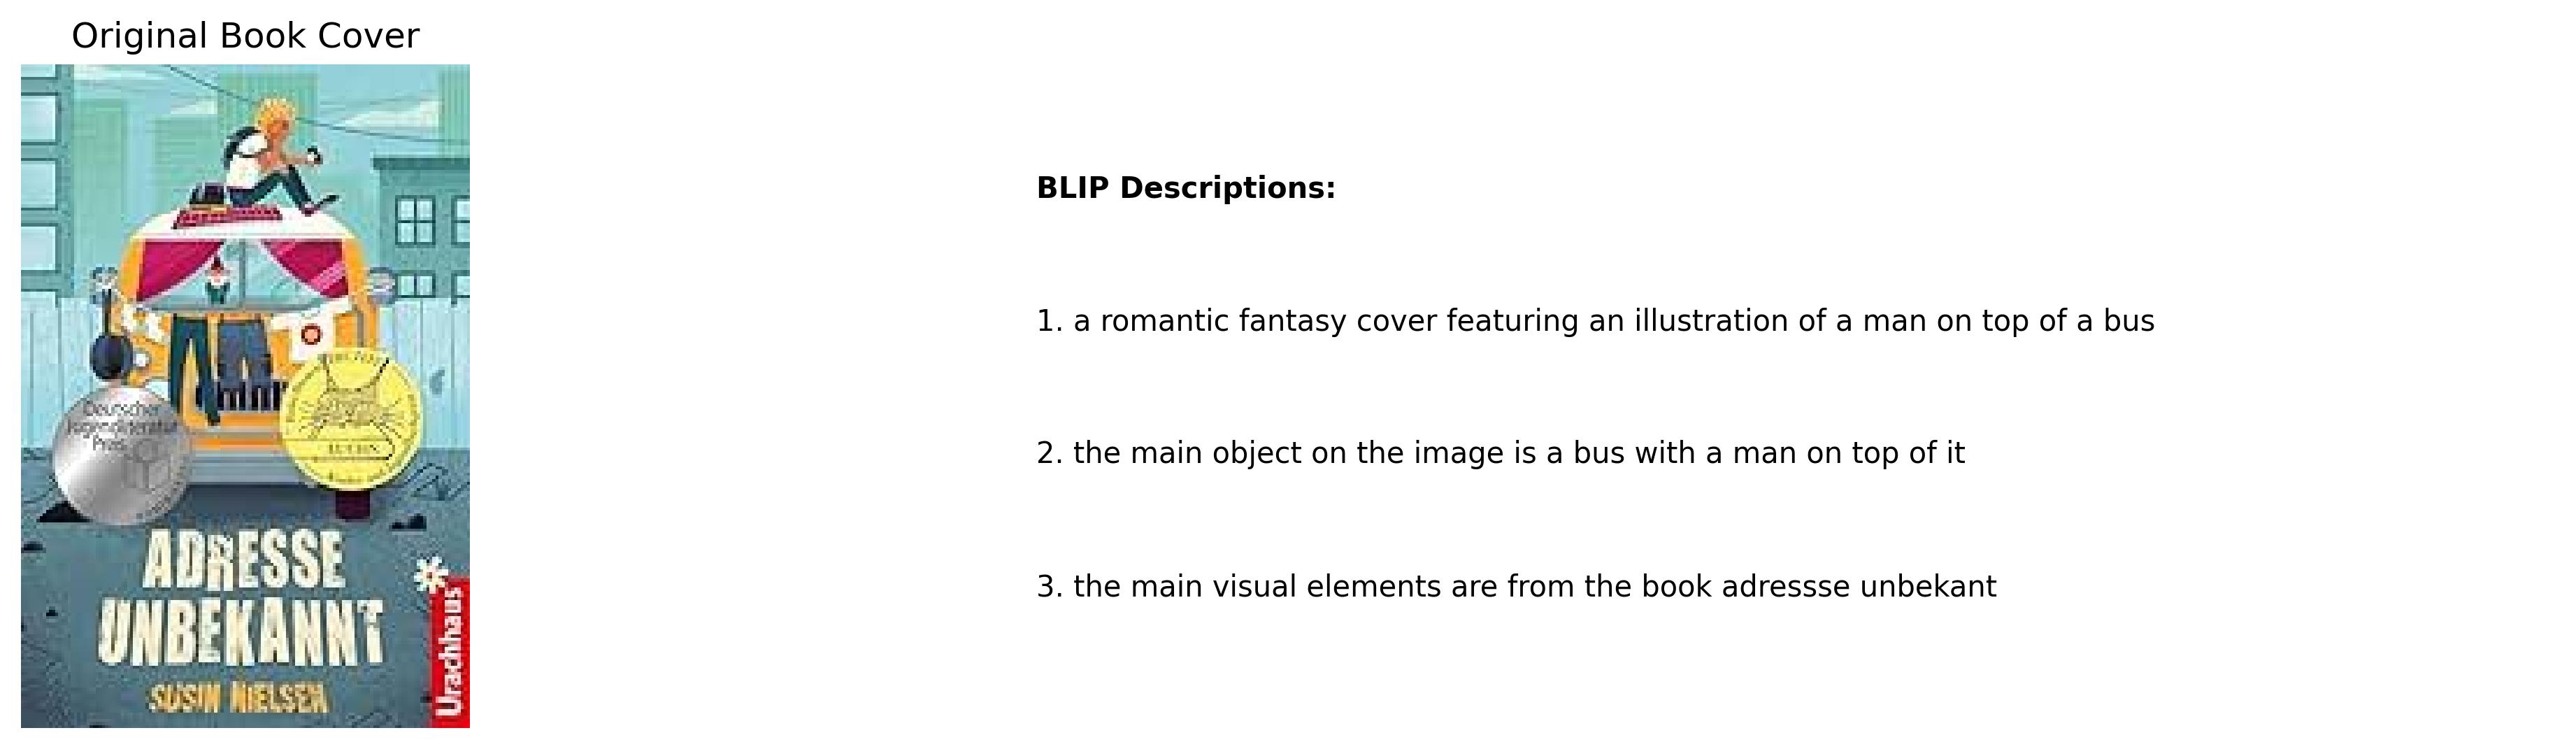 Original Book Cover
Deutscher
Jugendliteratur
Preis
ADRESSE
UNBEKANNT
SUSIN NIELSEN
Urachhaus
BLIP Descriptions:
1. a romantic fantasy cover featuring an illustration of a man on top of a bus
2. the main object on the image is a bus with a man on top of it
3. the main visual elements are from the book adressse unbekant